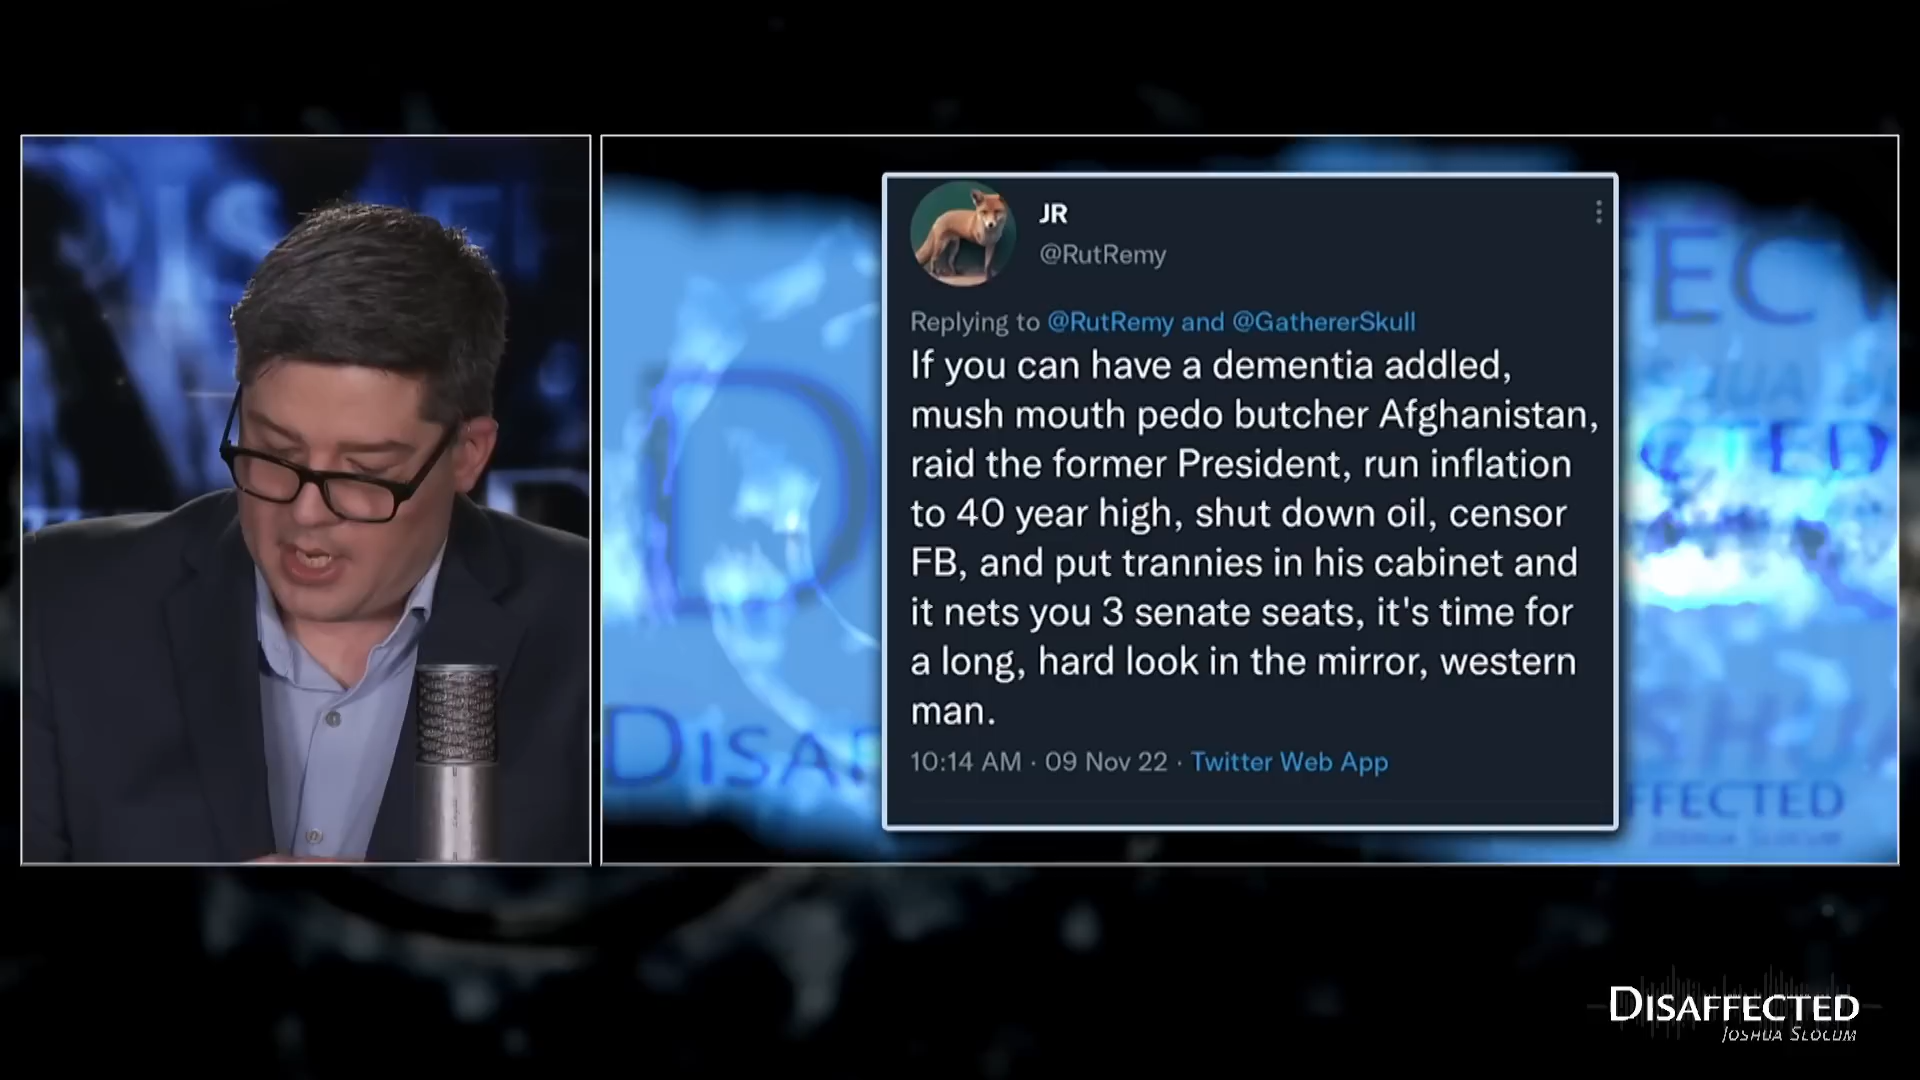 JR
@RutRemy
Replying to @RutRemy and @GathererSkull
If you can have a dementia addled,
mush mouth pedo butcher Afghanistan,
raid the former President, run inflation
to 40 year high, shut down oil, censor
FB, and put trannies in his cabinet and
it nets you 3 senate seats, it's time for
a long, hard look in the mirror, western
man.
10:14 AM · 09 Nov 22 · Twitter Web App
DISAFFECTED
JOSHUA SLOCUM